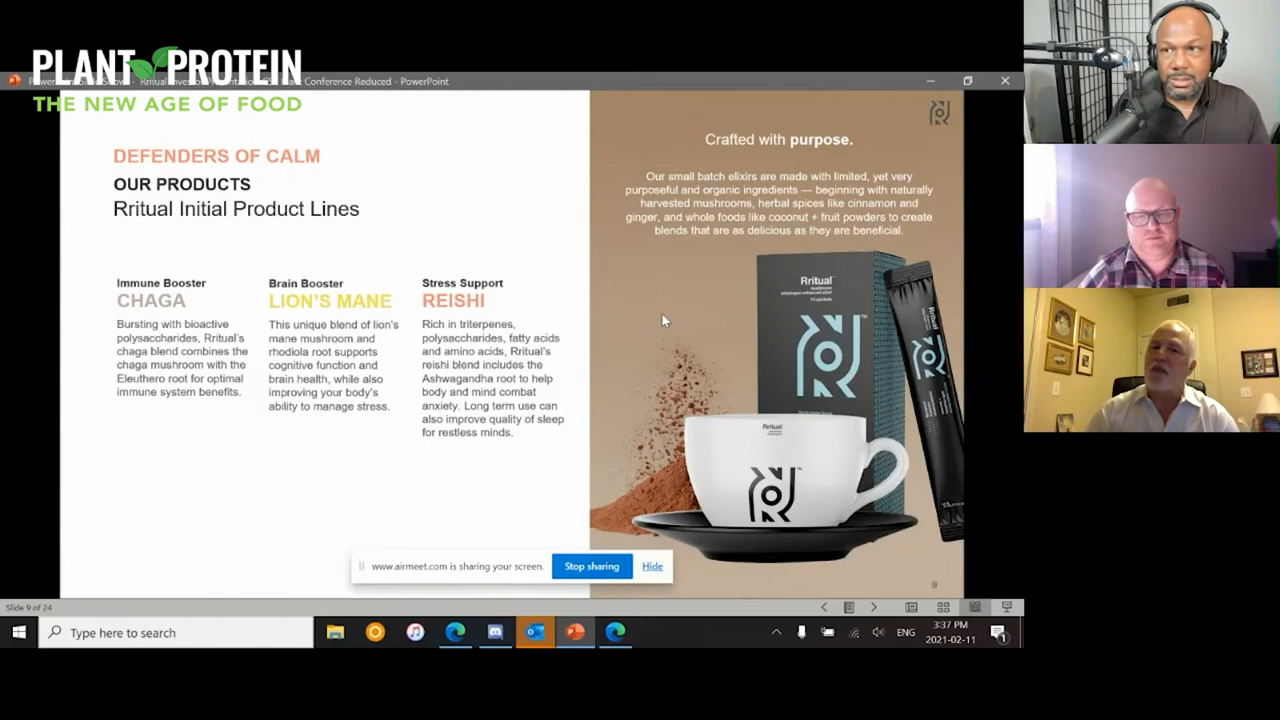 PLANT PROTEIN
THE NEW AGE OF FOOD
Conference Reduced - PowerPoint
DEFENDERS OF CALM
OUR PRODUCTS
Rritual Initial Product Lines
Immune Booster
CHAGA
Bursting with bioactive
polysaccharides, Rritual's
chaga blend combines the
chaga mushroom with the
Eleuthero root for optimal
immune system benefits.
Brain Booster
LION'S MANE
This unique blend of lion's
mane mushroom and
rhodiola root supports
cognitive function and
brain health, while also
improving your body's
ability to manage stress.
Stress Support
REISHI
Rich in triterpenes,
polysaccharides, fatty acids
and amino acids, Rritual's
reishi blend includes the
Ashwagandha root to help
body and mind combat
anxiety. Long term use can
also improve quality of sleep
for restless minds.
Crafted with purpose.
Our small batch elixirs are made with limited, yet very
purposeful and organic ingredients — beginning with naturally
harvested mushrooms, herbal spices like cinnamon and
ginger, and whole foods like coconut + fruit powders to create
blends that are as delicious as they are beneficial.
Rritual
mushroom
adaptogen enhanced elixir
14 packets
Rritual
Rritual
9
www.airmeet.com is sharing your screen.
Stop sharing
Hide
Slide 9 of 24
Type here to search
ENG
3:37 PM
2021-02-11
1